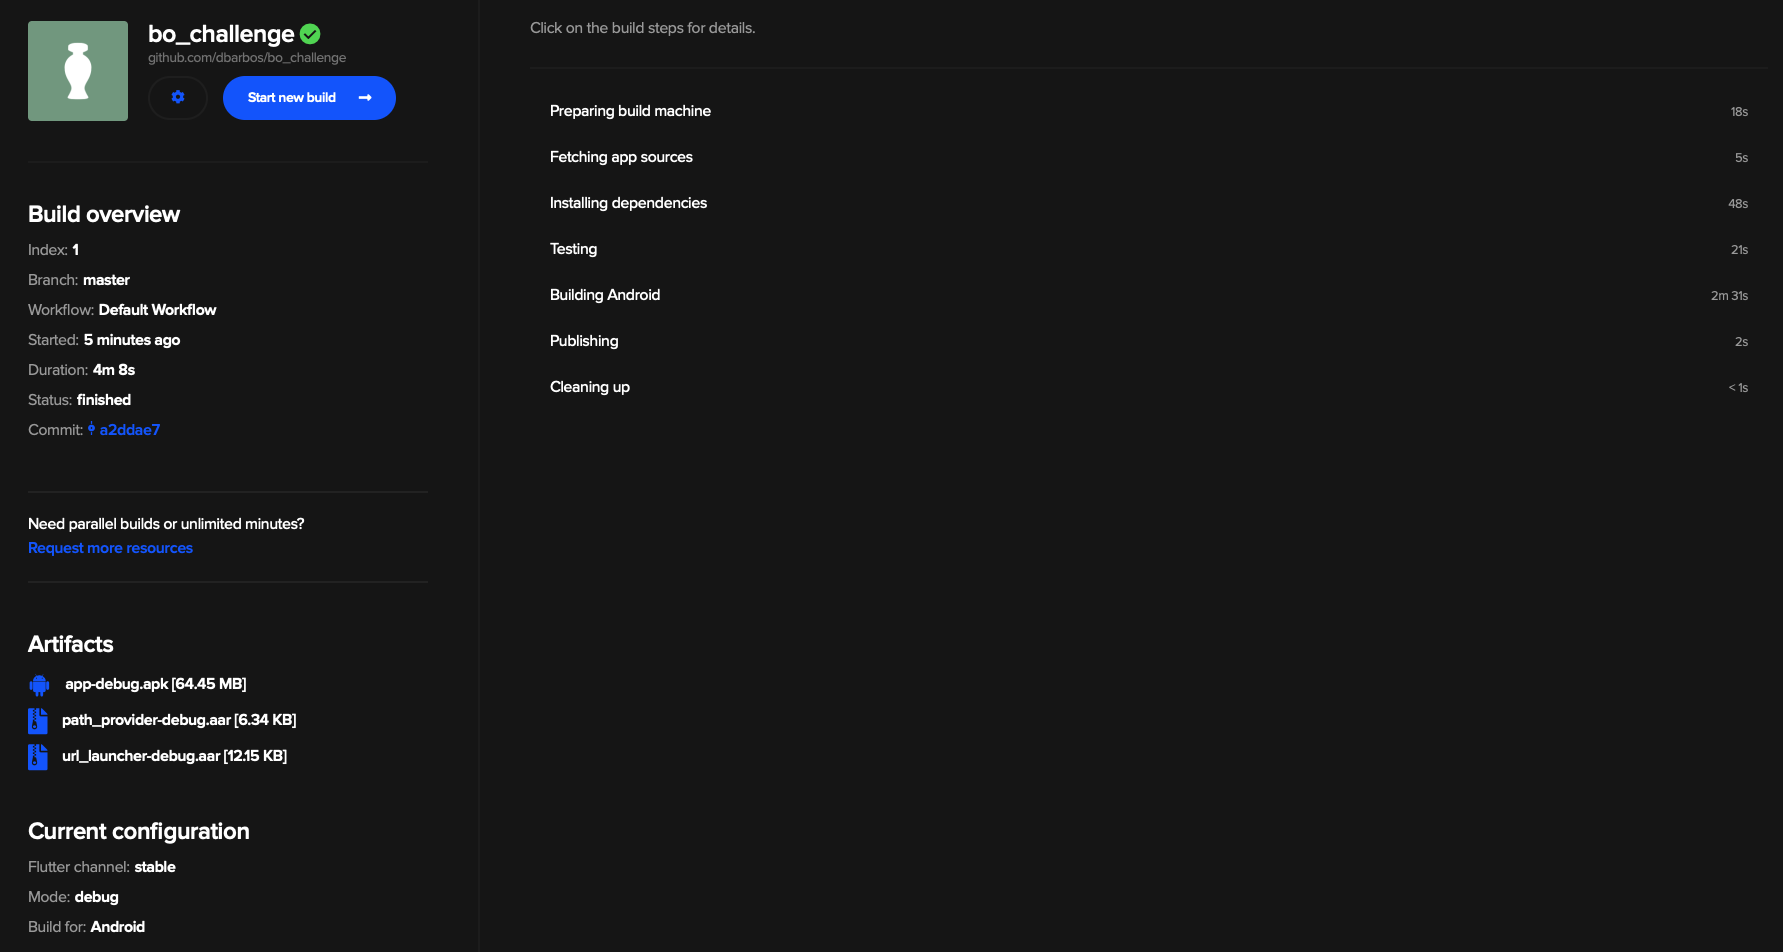 bo_challenge
github.com/dbarbos/bo_challenge
Start new build
Build overview
Index: 1
Branch: master
Workflow: Default Workflow
Started: 5 minutes ago
Duration: 4m 8s
Status: finished
Commit: a2ddae7
Need parallel builds or unlimited minutes?
Request more resources
Artifacts
app-debug.apk [64.45 MB]
path_provider-debug.aar [6.34 KB]
url_launcher-debug.aar [12.15 KB]
Current configuration
Flutter channel: stable
Mode: debug
Build for: Android
Click on the build steps for details.
Preparing build machine 18s
Fetching app sources 5s
Installing dependencies 48s
Testing 21s
Building Android 2m 31s
Publishing 2s
Cleaning up < 1s